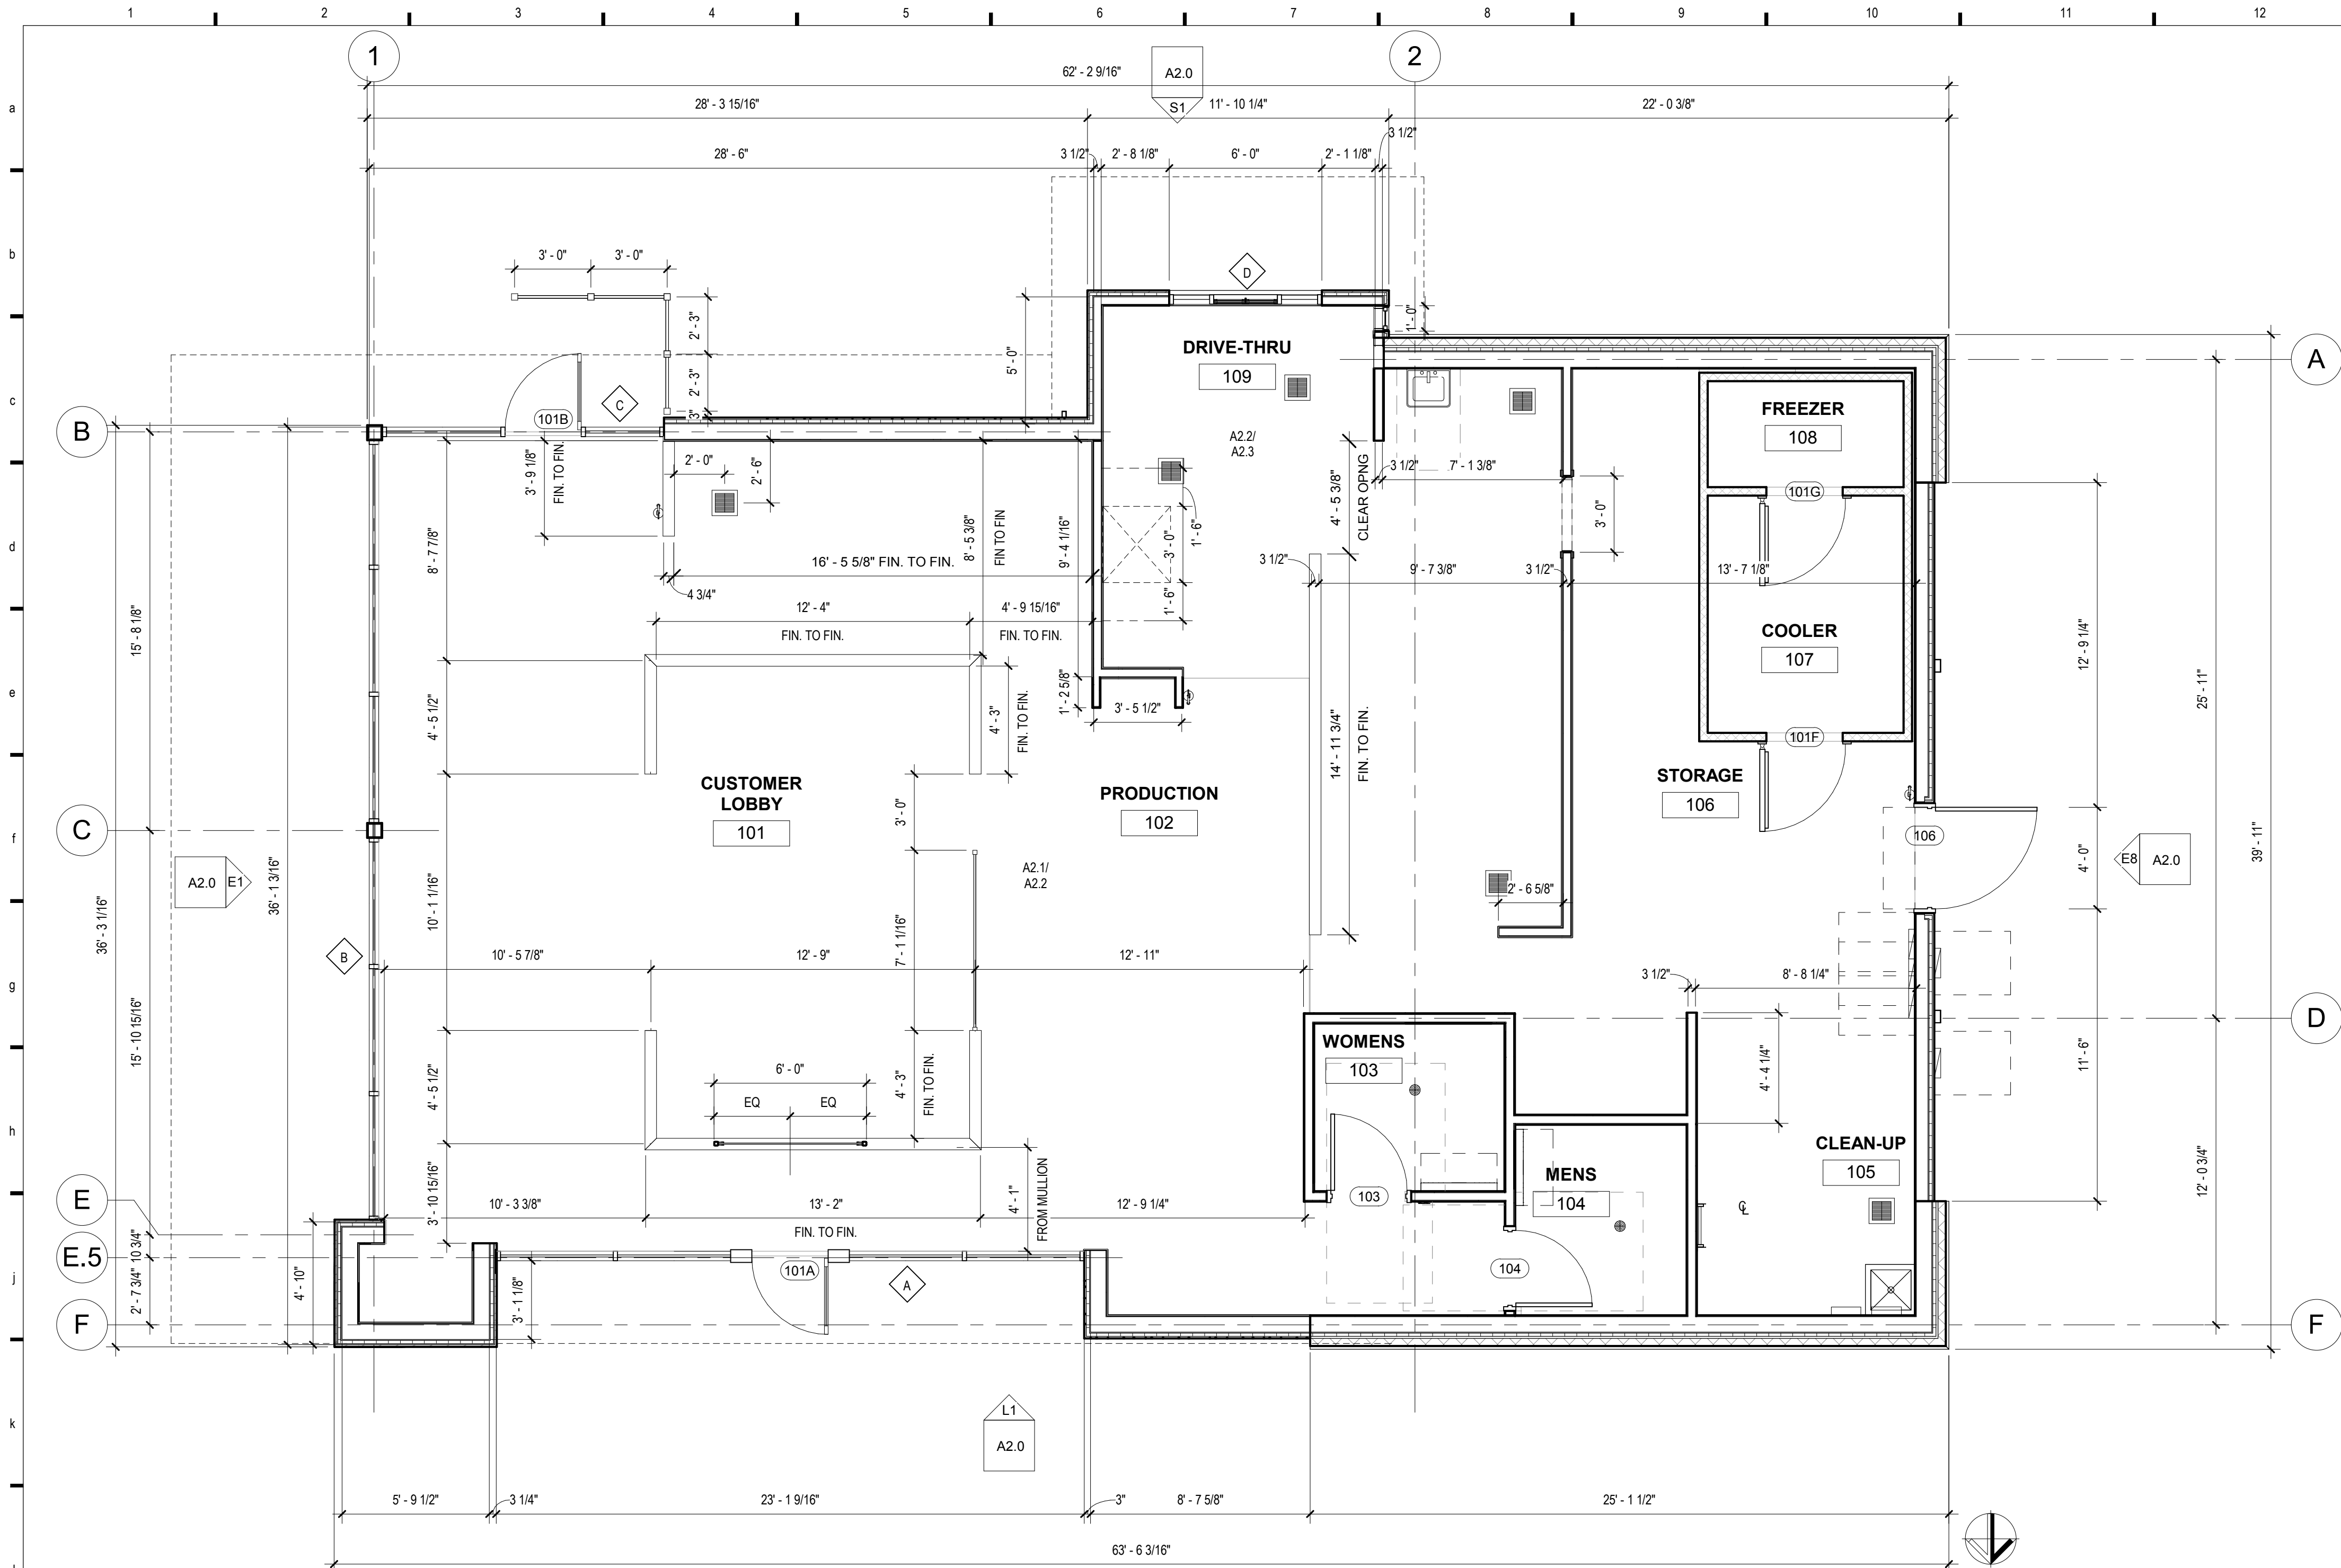 1 2 3 4 5 6 7 8 9 10 11 12
1
2
62' - 2 9/16"
A2.0
S1
a
28' - 3 15/16"
11' - 10 1/4"
22' - 0 3/8"
3 1/2"
28' - 6"
3 1/2"
2' - 8 1/8"
6' - 0"
2' - 1 1/8"
b
3' - 0"
3' - 0"
D
2' - 3"
1' - 0"
5' - 0"
DRIVE-THRU
109
A
2' - 3"
c
C
3"
101B
B
FREEZER
108
A2.2/
A2.3
3' - 9 1/8"
FIN. TO FIN.
2' - 0"
2' - 6"
4' - 5 3/8"
CLEAR OPNG
3 1/2"
7' - 1 3/8"
101G
3' - 0"
d
8' - 7 7/8"
8' - 5 3/8"
FIN TO FIN
9' - 4 1/16"
1' - 6"
3' - 0"
1' - 6"
16' - 5 5/8" FIN. TO FIN.
4 3/4"
3 1/2"
9' - 7 3/8"
3 1/2"
13' - 7 1/8"
12' - 4"
FIN. TO FIN.
4' - 9 15/16"
FIN. TO FIN.
15' - 8 1/8"
COOLER
107
12' - 9 1/4"
e
4' - 5 1/2"
4' - 3"
FIN. TO FIN.
1' - 2 5/8"
3' - 5 1/2"
25' - 11"
101F
14' - 11 3/4"
FIN. TO FIN.
CUSTOMER
LOBBY
101
PRODUCTION
102
STORAGE
106
3' - 0"
f
C
106
E8
A2.0
4' - 0"
39' - 11"
A2.0
E1
A2.1/
A2.2
2' - 6 5/8"
36' - 3 1/16"
36' - 1 3/16"
10' - 1 1/16"
7' - 1 1/16"
B
g
10' - 5 7/8"
12' - 9"
12' - 11"
3 1/2"
8' - 8 1/4"
D
15' - 10 15/16"
WOMENS
103
4' - 4 1/4"
11' - 6"
h
4' - 5 1/2"
6' - 0"
EQ
EQ
4' - 3"
FIN. TO FIN.
CLEAN-UP
105
MENS
104
12' - 0 3/4"
E
3' - 10 15/16"
10' - 3 3/8"
13' - 2"
FIN. TO FIN.
4' - 1"
FROM MULLION
12' - 9 1/4"
103
CL
E.5
10 3/4"
2' - 7 3/4"
4' - 10"
j
101A
A
104
3' - 1 1/8"
F
F
k
L1
A2.0
5' - 9 1/2"
3 1/4"
23' - 1 9/16"
3"
8' - 7 5/8"
25' - 1 1/2"
63' - 6 3/16"